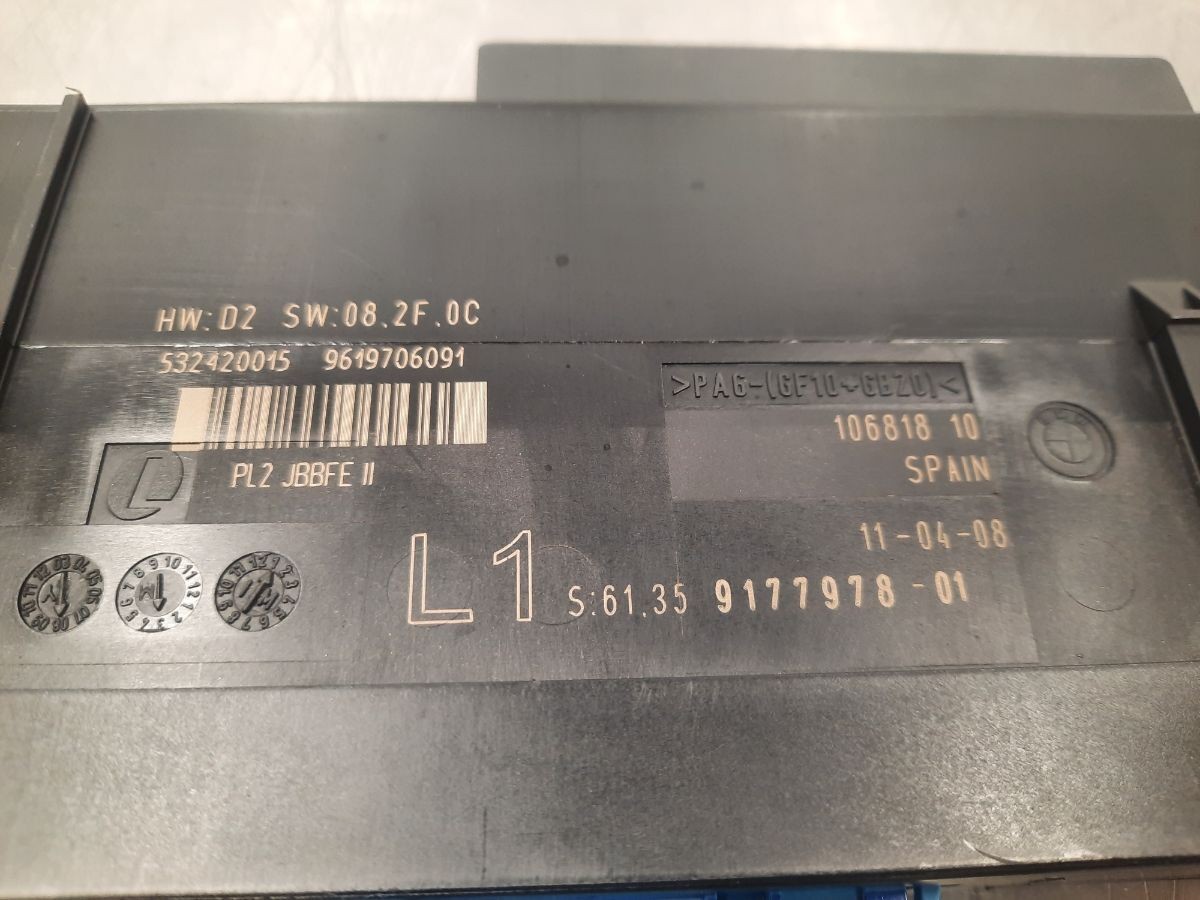 HW:D2 SW:08.2F.0C
532420015 9619706091
PL2 JBBFE II
>PA6-(GF10+GB20)<
106818 10
SPAIN
11-04-08
L1 S:61.35 9177978-01